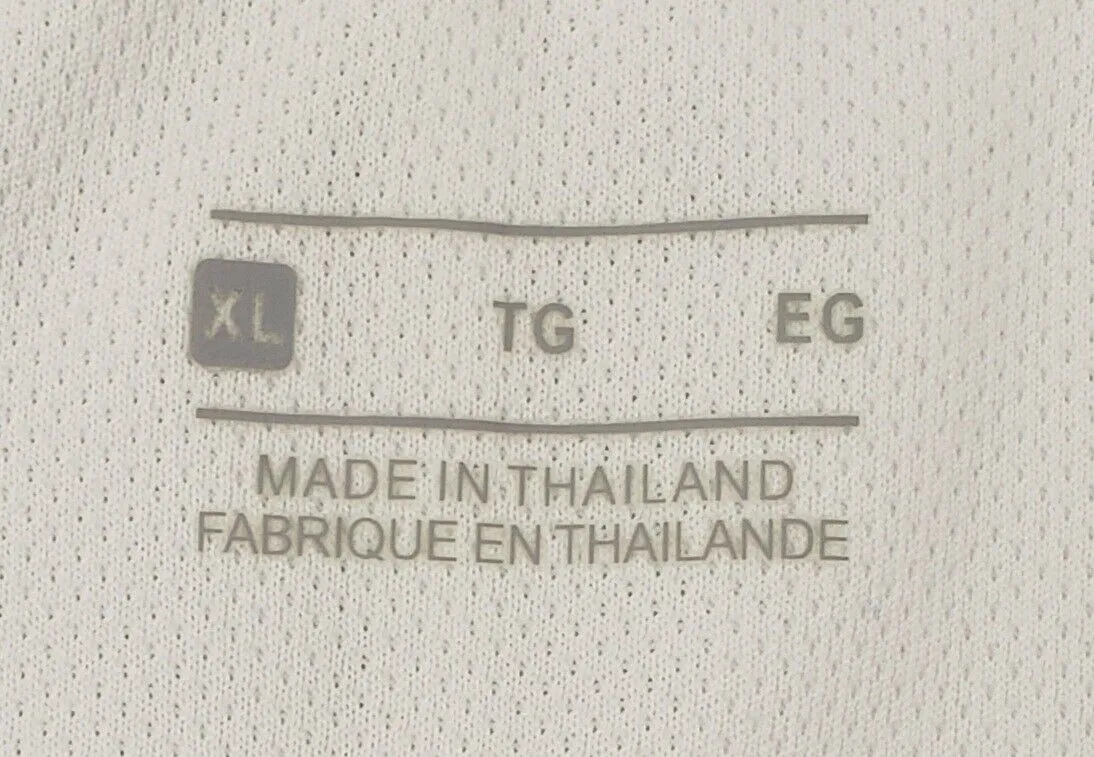 XL TG EG
MADE IN THAILAND
FABRIQUE EN THAILANDE